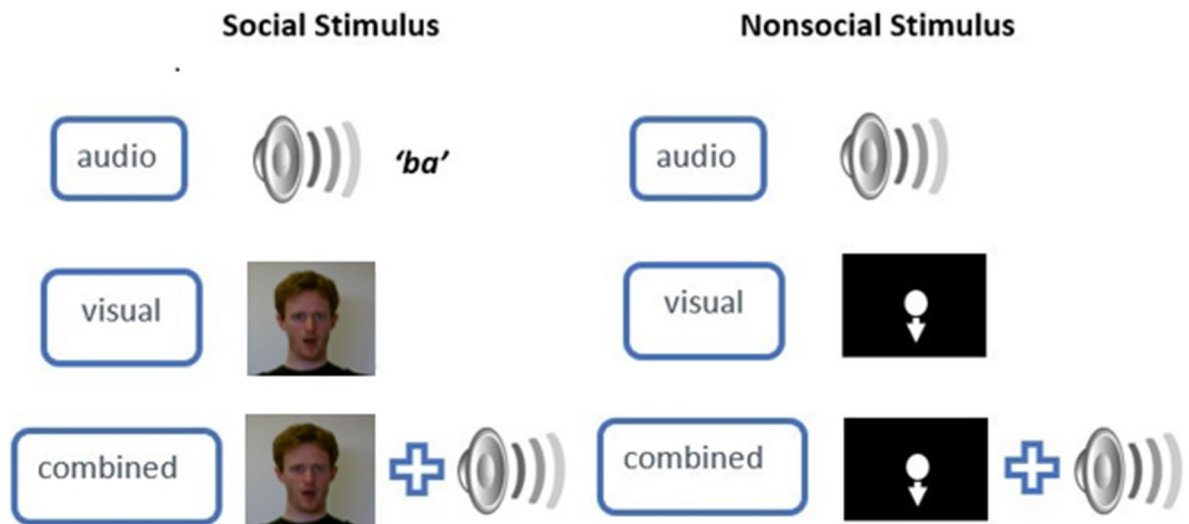 Social Stimulus
Nonsocial Stimulus
audio
‘ba’
audio
visual
visual
combined
combined